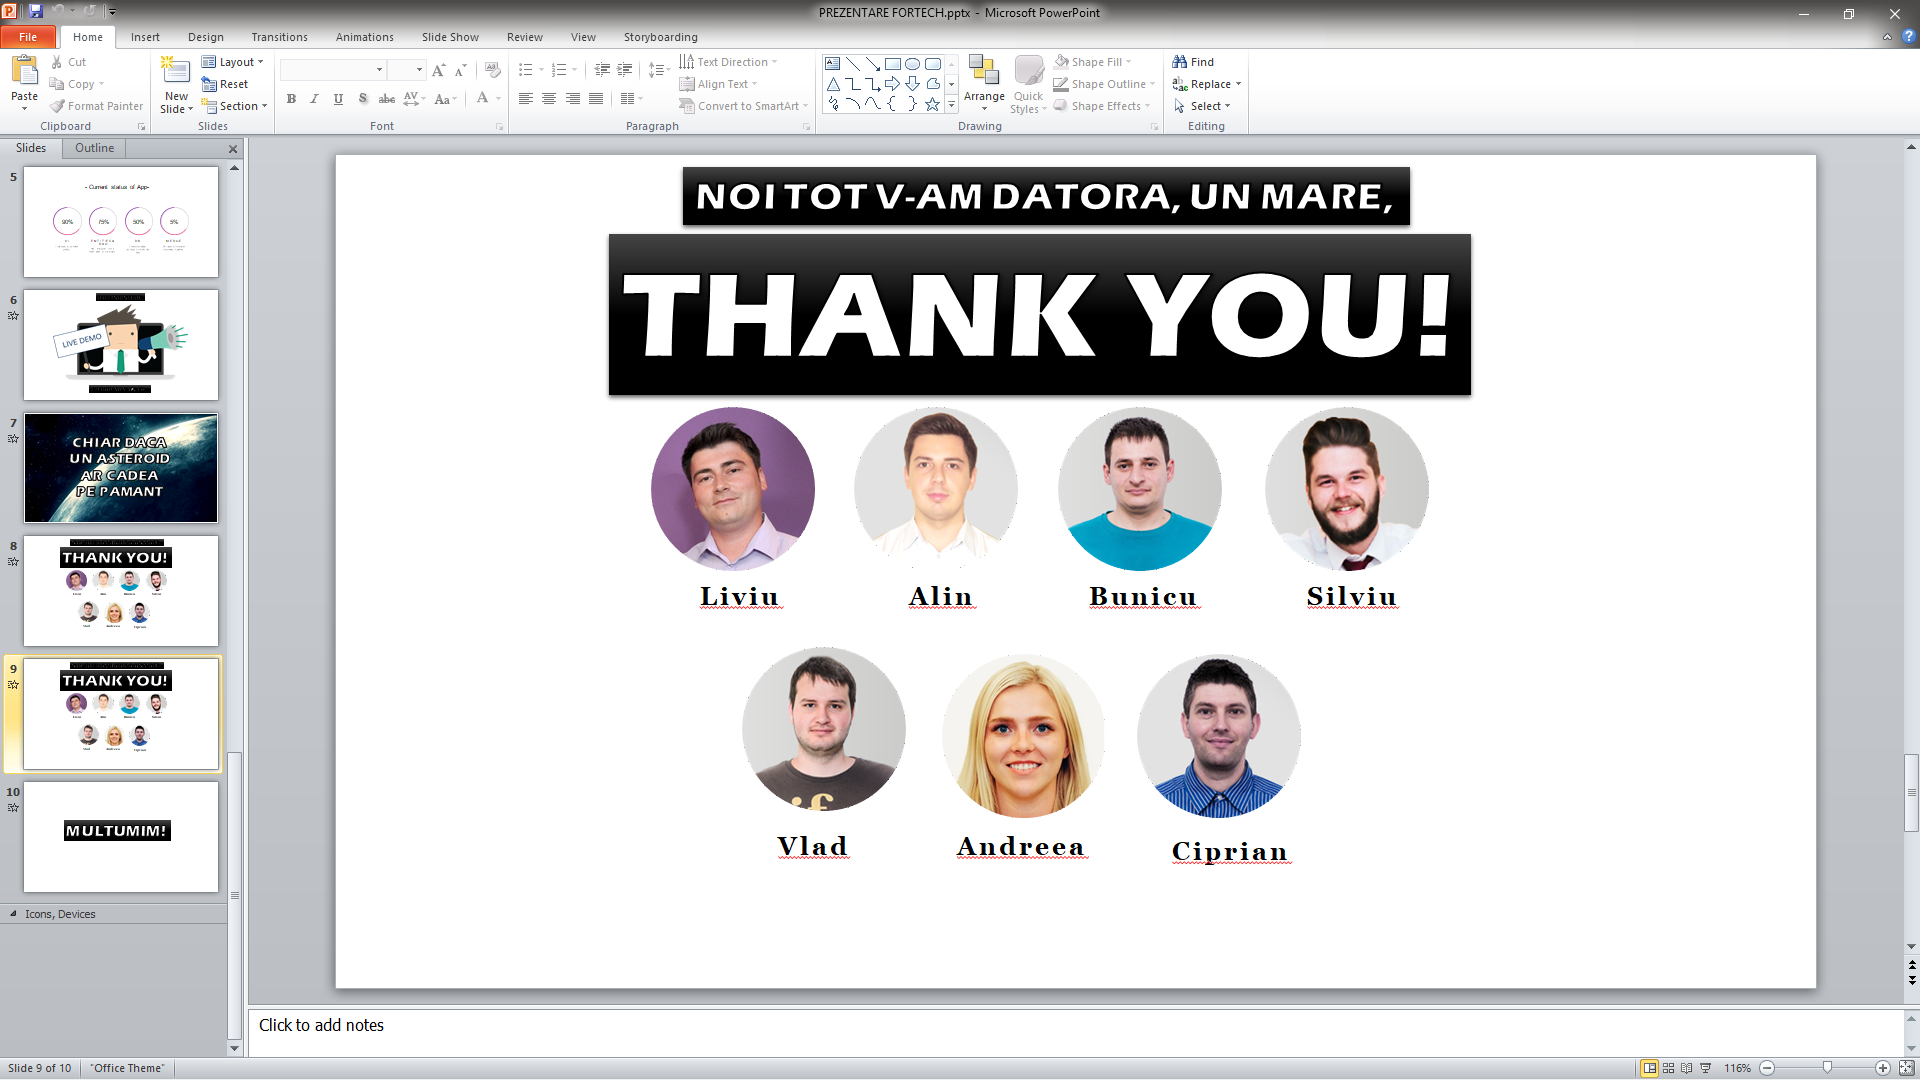 PREZENTARE FORTECH.pptx - Microsoft PowerPoint
File Home Insert Design Transitions Animations Slide Show Review View Storyboarding
Paste
Cut
Copy
Format Painter
Clipboard
New Slide
Layout
Reset
Section
Slides
Font
Text Direction
Align Text
Convert to SmartArt
Paragraph
Arrange
Quick Styles
Shape Fill
Shape Outline
Shape Effects
Drawing
Find
Replace
Select
Editing
Slides Outline
5
- Current status of App-
90% 75% 50% 5%
6
LIVE DEMO
7
CHIAR DACA
UN ASTEROID
AR CADEA
PE PAMANT
8
THANK YOU!
9
THANK YOU!
10
MULTUMIM!
Icons, Devices
NOI TOT V-AM DATORA, UN MARE,
THANK YOU!
Liviu Alin Bunicu Silviu
Vlad Andreea Ciprian
Click to add notes
Slide 9 of 10 "Office Theme" 116%